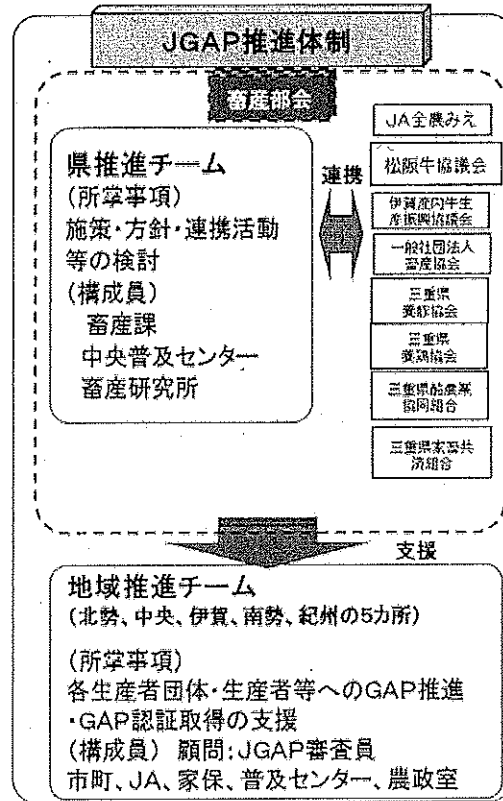 JGAP推進体制
畜産部会
県推進チーム
(所掌事項)
施策・方針・連携活動
等の検討
(構成員)
畜産課
中央普及センター
畜産研究所
連携
JA全農みえ
松阪牛協議会
伊賀産肉牛生
産振興協議会
一般社団法人
畜産協会
三重県
養豚協会
三重県
養鶏協会
三重県酪農業
協同組合
三重県家畜共
済組合
支援
地域推進チーム
(北勢、中央、伊賀、南勢、紀州の5カ所)
(所掌事項)
各生産者団体・生産者等へのGAP推進
・GAP認証取得の支援
(構成員) 顧問:JGAP審査員
市町、JA、家保、普及センター、農政室